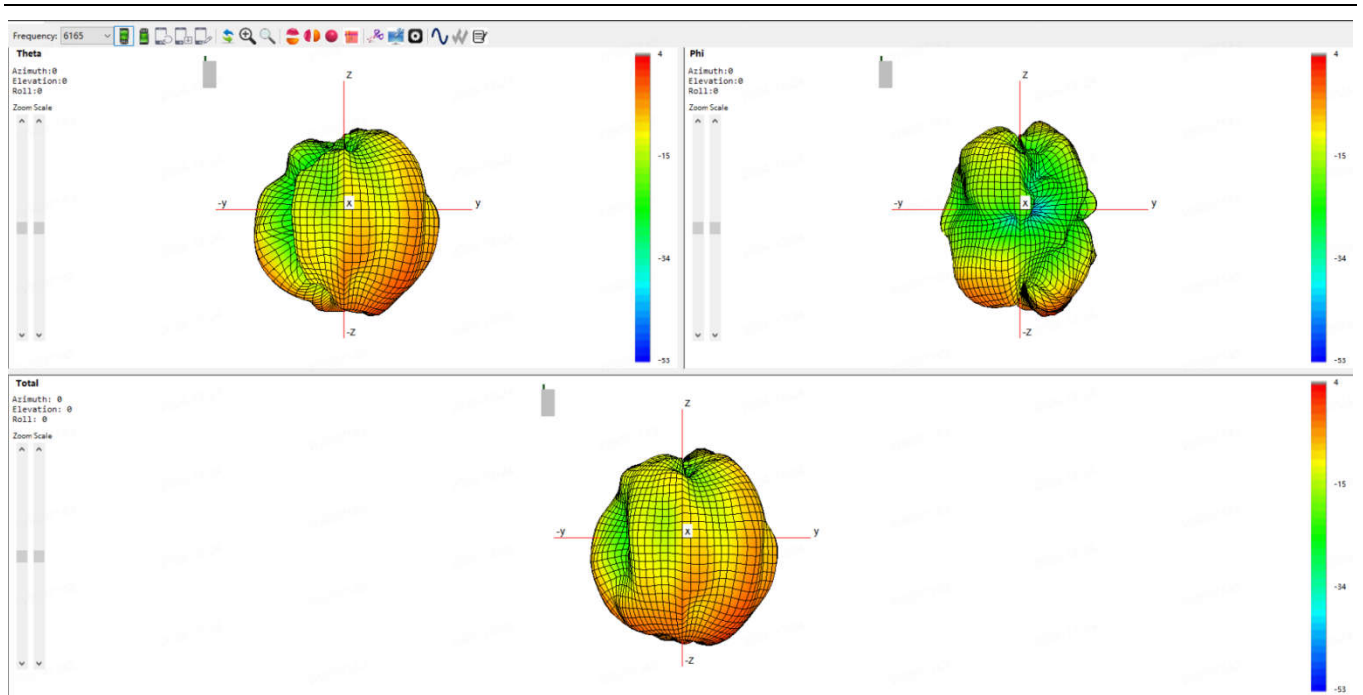 Frequency: 6165
Theta
Azimuth:0
Elevation:0
Roll:0
Zoom Scale
Z
-y
X
y
-Z
4
-15
-34
-53
Phi
Azimuth:0
Elevation:0
Roll:0
Zoom Scale
Z
-y
X
y
-Z
4
-15
-34
-53
Total
Azimuth: 0
Elevation: 0
Roll: 0
Zoom Scale
Z
-y
X
y
-Z
4
-15
-34
-53